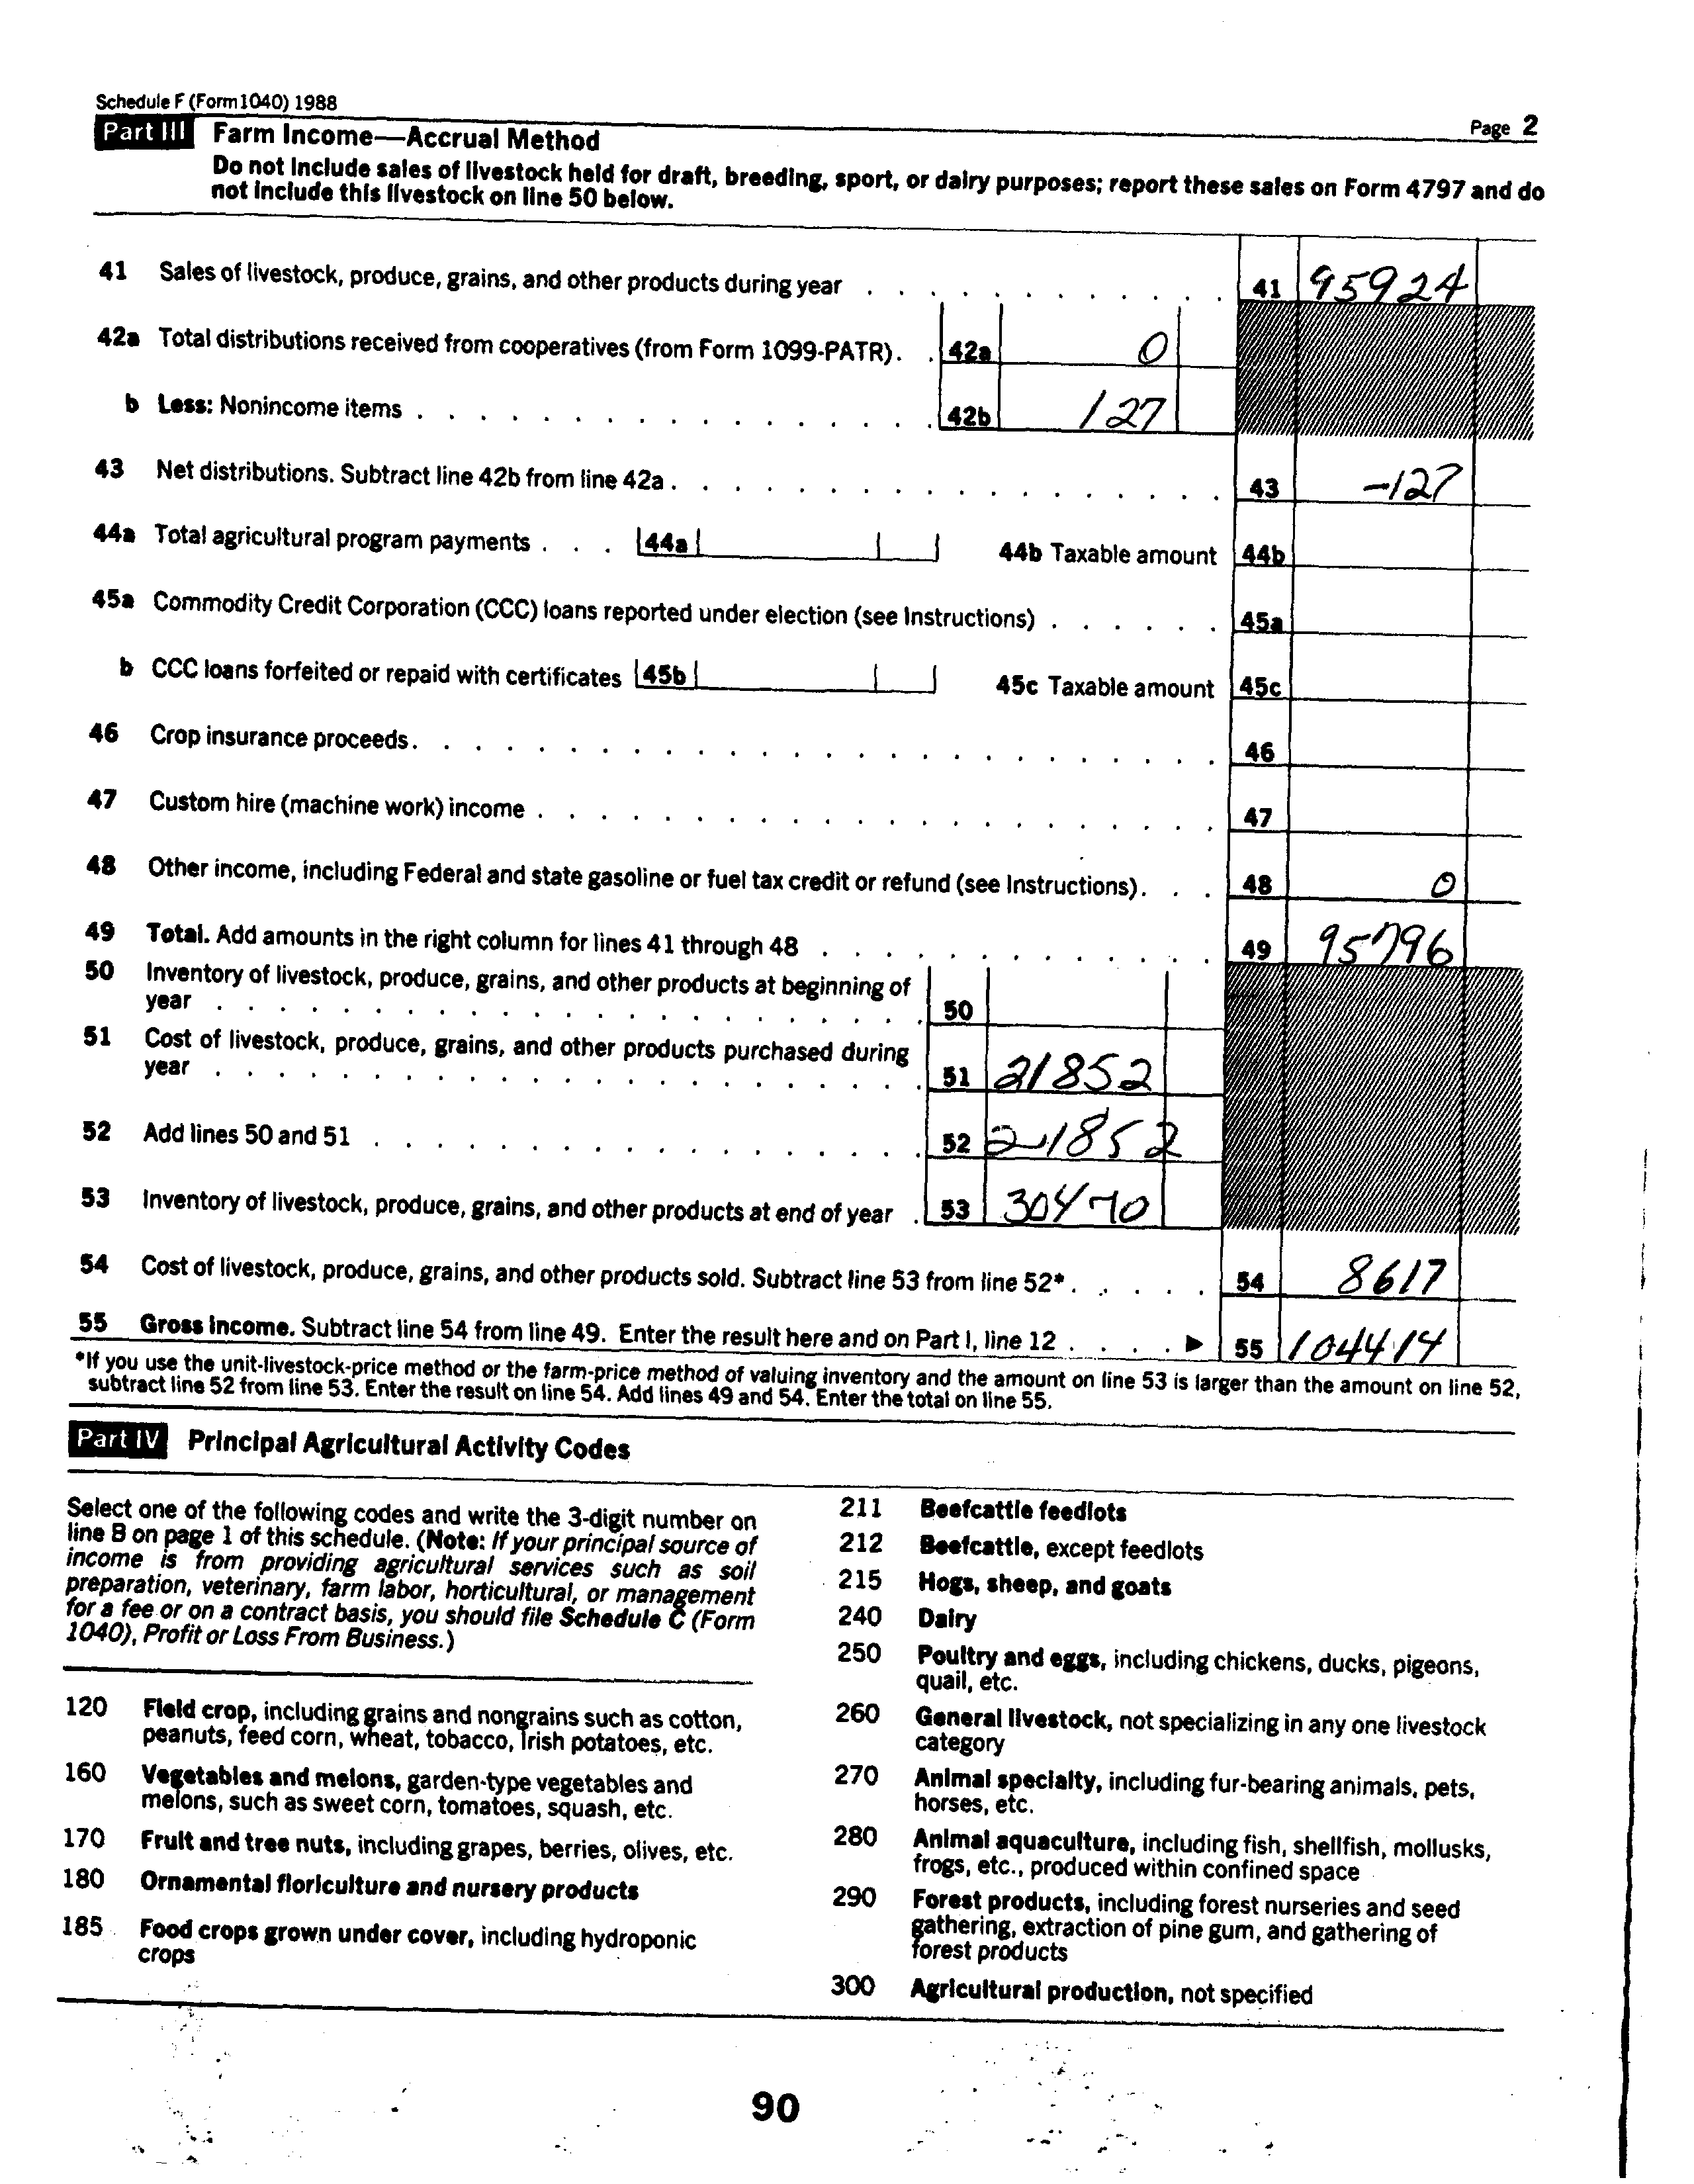 Schedule F (Form 1040) 1988
Page 2
Part III Farm Income—Accrual Method
Do not include sales of livestock held for draft, breeding, sport, or dairy purposes; report these sales on Form 4797 and do
not include this livestock on line 50 below.
41 Sales of livestock, produce, grains, and other products during year 41 95924
42a Total distributions received from cooperatives (from Form 1099-PATR). 42a 0
b Less: Nonincome items 42b 127
43 Net distributions. Subtract line 42b from line 42a 43 -127
44a Total agricultural program payments 44a 44b Taxable amount 44b
45a Commodity Credit Corporation (CCC) loans reported under election (see Instructions) 45a
b CCC loans forfeited or repaid with certificates 45b 45c Taxable amount 45c
46 Crop insurance proceeds 46
47 Custom hire (machine work) income 47
48 Other income, including Federal and state gasoline or fuel tax credit or refund (see Instructions) 48 0
49 Total. Add amounts in the right column for lines 41 through 48 49 95796
50 Inventory of livestock, produce, grains, and other products at beginning of
year 50
51 Cost of livestock, produce, grains, and other products purchased during
year 51 21852
52 Add lines 50 and 51 52 21852
53 Inventory of livestock, produce, grains, and other products at end of year 53 30470
54 Cost of livestock, produce, grains, and other products sold. Subtract line 53 from line 52* 54 8617
55 Gross income. Subtract line 54 from line 49. Enter the result here and on Part I, line 12 ▶ 55 104414
*If you use the unit-livestock-price method or the farm-price method of valuing inventory and the amount on line 53 is larger than the amount on line 52,
subtract line 52 from line 53. Enter the result on line 54. Add lines 49 and 54. Enter the total on line 55.
Part IV Principal Agricultural Activity Codes
Select one of the following codes and write the 3-digit number on
line B on page 1 of this schedule. (Note: If your principal source of
income is from providing agricultural services such as soil
preparation, veterinary, farm labor, horticultural, or management
for a fee or on a contract basis, you should file Schedule C (Form
1040), Profit or Loss From Business.)
120 Field crop, including grains and nongrains such as cotton,
peanuts, feed corn, wheat, tobacco, Irish potatoes, etc.
160 Vegetables and melons, garden-type vegetables and
melons, such as sweet corn, tomatoes, squash, etc.
170 Fruit and tree nuts, including grapes, berries, olives, etc.
180 Ornamental floriculture and nursery products
185 Food crops grown under cover, including hydroponic
crops
211 Beefcattle feedlots
212 Beefcattle, except feedlots
215 Hogs, sheep, and goats
240 Dairy
250 Poultry and eggs, including chickens, ducks, pigeons,
quail, etc.
260 General livestock, not specializing in any one livestock
category
270 Animal specialty, including fur-bearing animals, pets,
horses, etc.
280 Animal aquaculture, including fish, shellfish, mollusks,
frogs, etc., produced within confined space
290 Forest products, including forest nurseries and seed
gathering, extraction of pine gum, and gathering of
forest products
300 Agricultural production, not specified
90